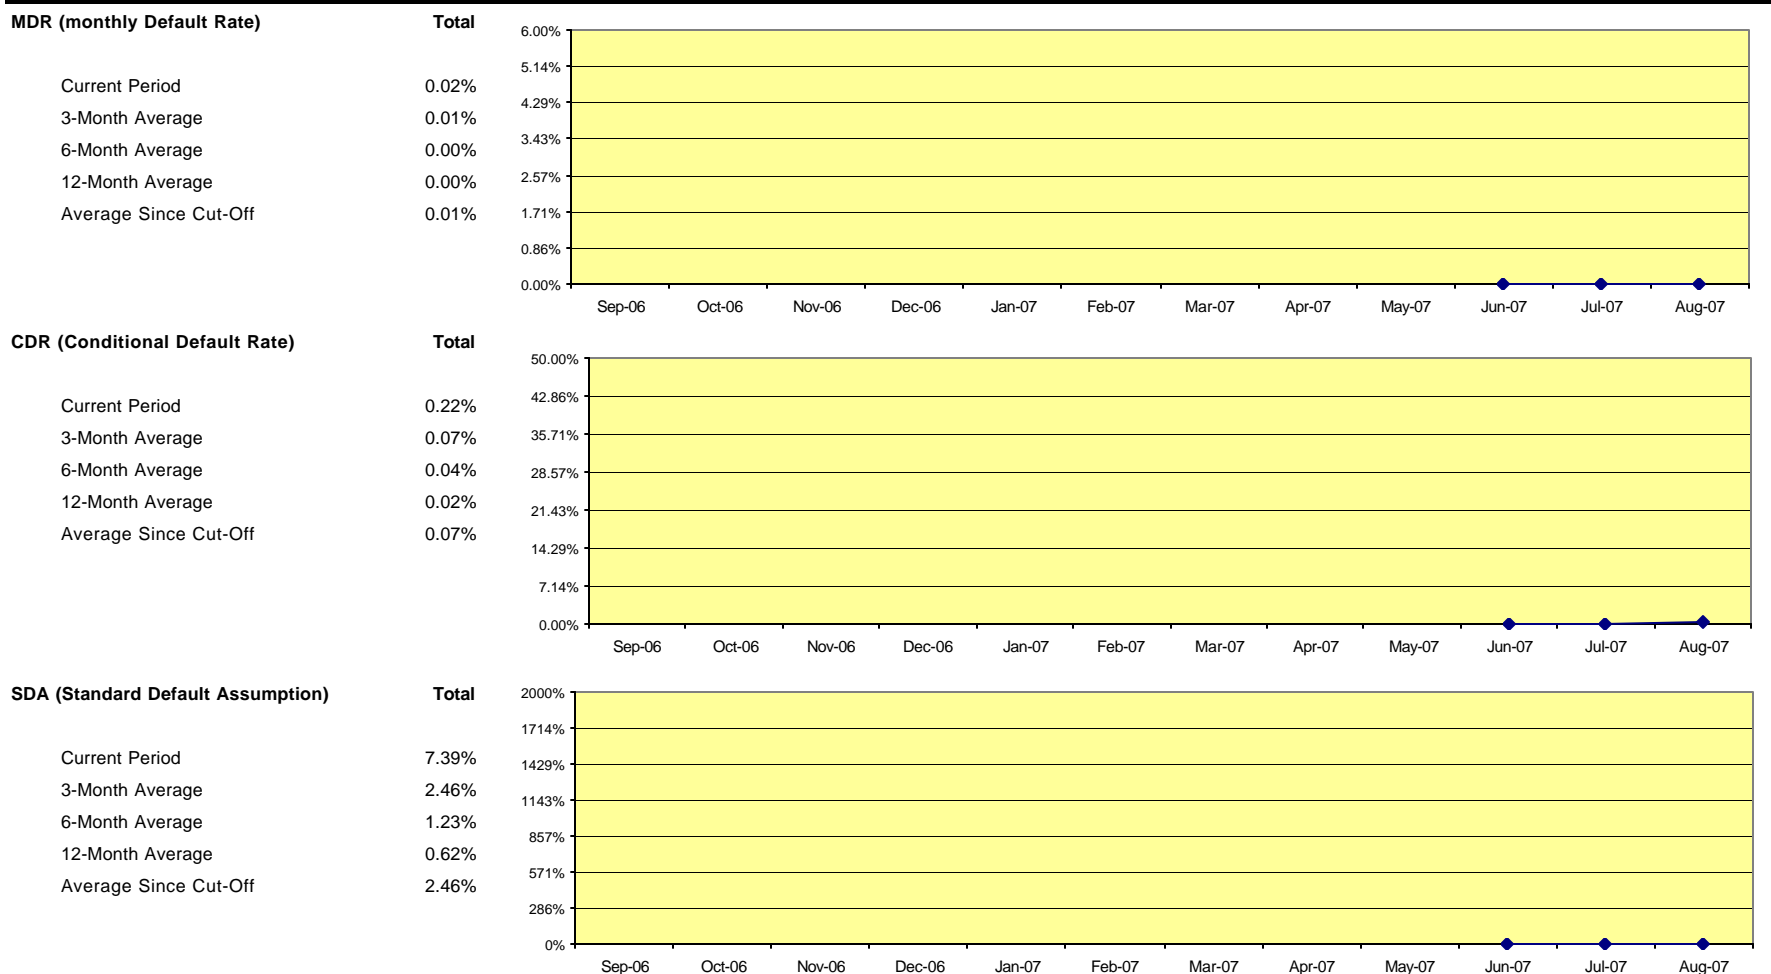 MDR (monthly Default Rate) Total
Current Period 0.02%
3-Month Average 0.01%
6-Month Average 0.00%
12-Month Average 0.00%
Average Since Cut-Off 0.01%
6.00%
5.14%
4.29%
3.43%
2.57%
1.71%
0.86%
0.00%
Sep-06 Oct-06 Nov-06 Dec-06 Jan-07 Feb-07 Mar-07 Apr-07 May-07 Jun-07 Jul-07 Aug-07
CDR (Conditional Default Rate) Total
Current Period 0.22%
3-Month Average 0.07%
6-Month Average 0.04%
12-Month Average 0.02%
Average Since Cut-Off 0.07%
50.00%
42.86%
35.71%
28.57%
21.43%
14.29%
7.14%
0.00%
Sep-06 Oct-06 Nov-06 Dec-06 Jan-07 Feb-07 Mar-07 Apr-07 May-07 Jun-07 Jul-07 Aug-07
SDA (Standard Default Assumption) Total
Current Period 7.39%
3-Month Average 2.46%
6-Month Average 1.23%
12-Month Average 0.62%
Average Since Cut-Off 2.46%
2000%
1714%
1429%
1143%
857%
571%
286%
0%
Sep-06 Oct-06 Nov-06 Dec-06 Jan-07 Feb-07 Mar-07 Apr-07 May-07 Jun-07 Jul-07 Aug-07